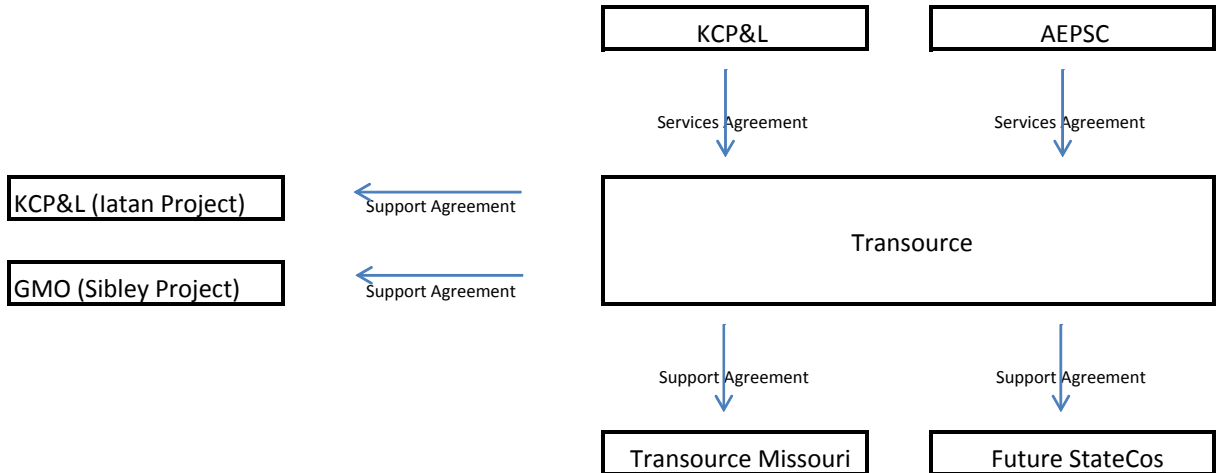 KCP&L
AEPSC
Services Agreement
Services Agreement
KCP&L (Iatan Project)
Support Agreement
Transource
GMO (Sibley Project)
Support Agreement
Support Agreement
Support Agreement
Transource Missouri
Future StateCos